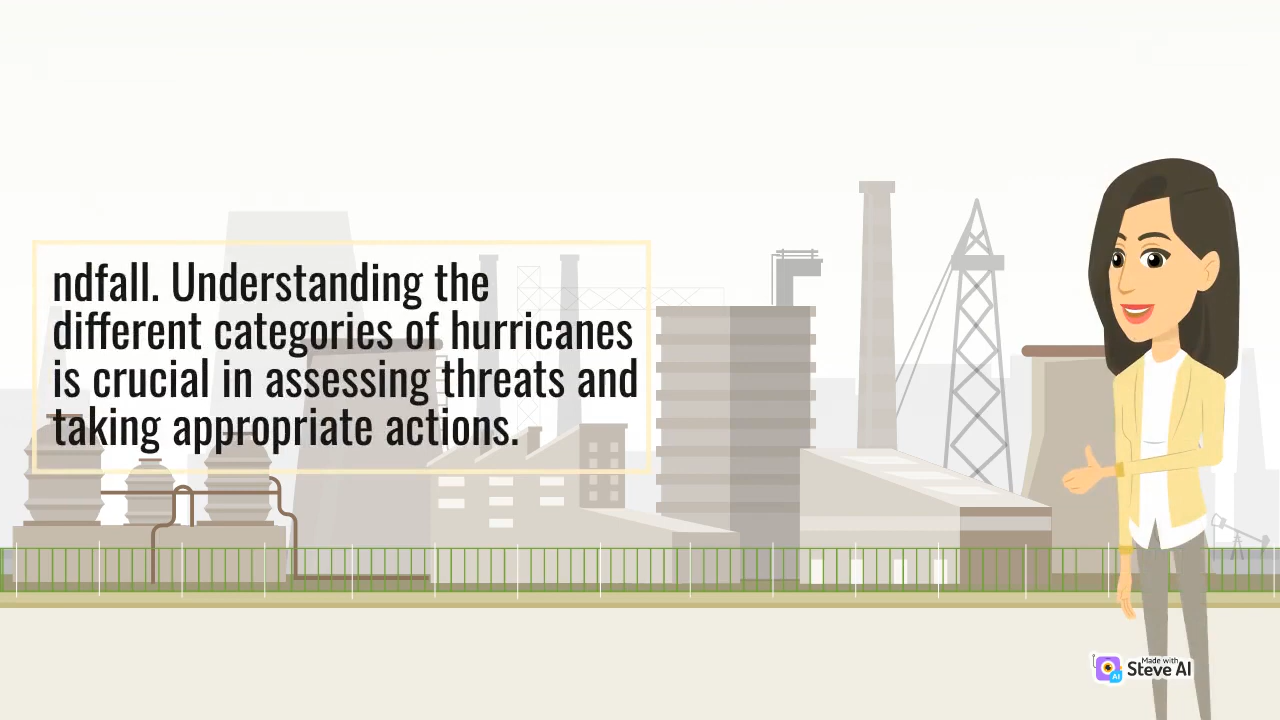 ndfall. Understanding the
different categories of hurricanes
is crucial in assessing threats and
taking appropriate actions.
Made with
Steve AI
AI